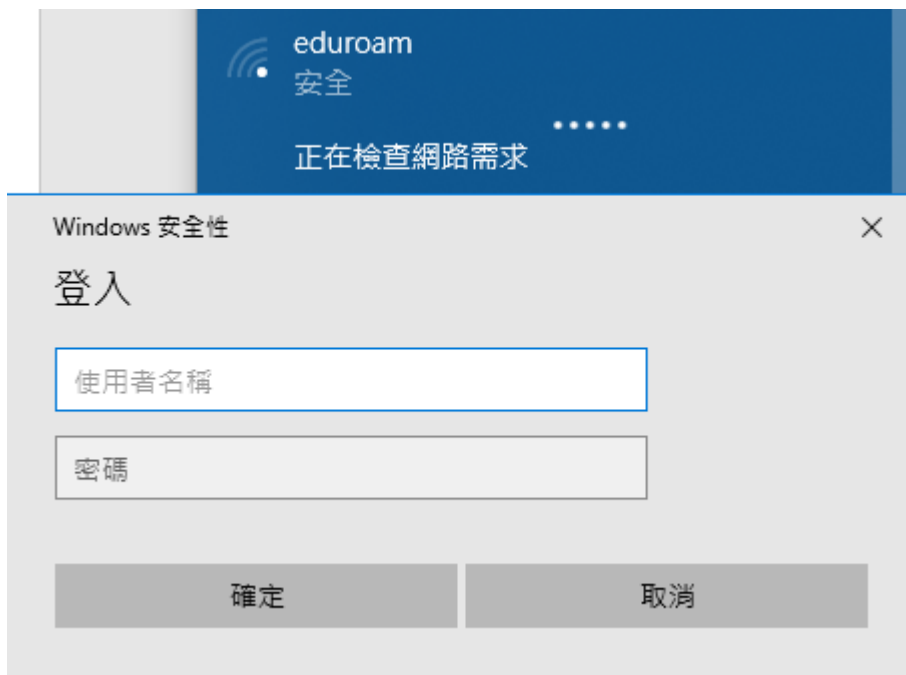 eduroam
安全
正在檢查網路需求
Windows 安全性
登入
使用者名稱
密碼
確定
取消